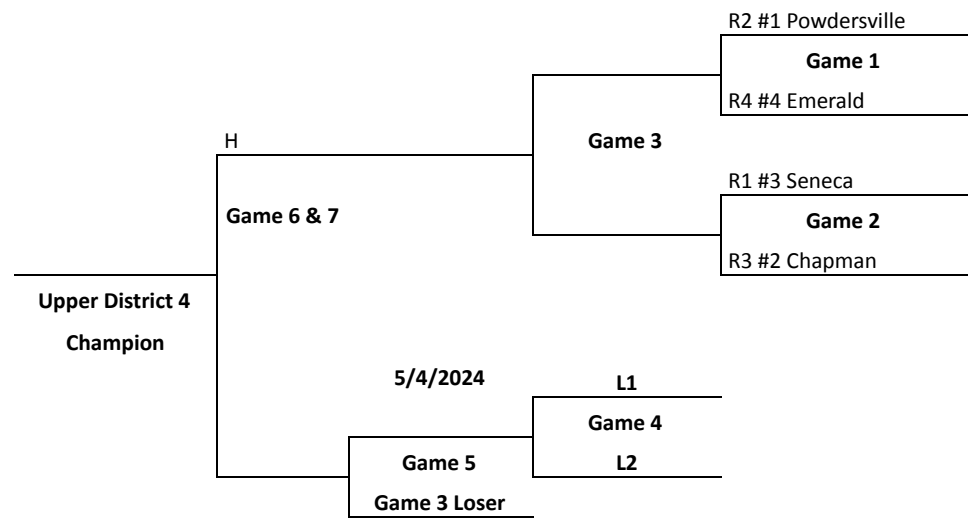 R2 #1 Powdersville
Game 1
R4 #4 Emerald
H
Game 3
R1 #3 Seneca
Game 6 & 7
Game 2
R3 #2 Chapman
Upper District 4
Champion
5/4/2024
L1
Game 4
Game 5
L2
Game 3 Loser